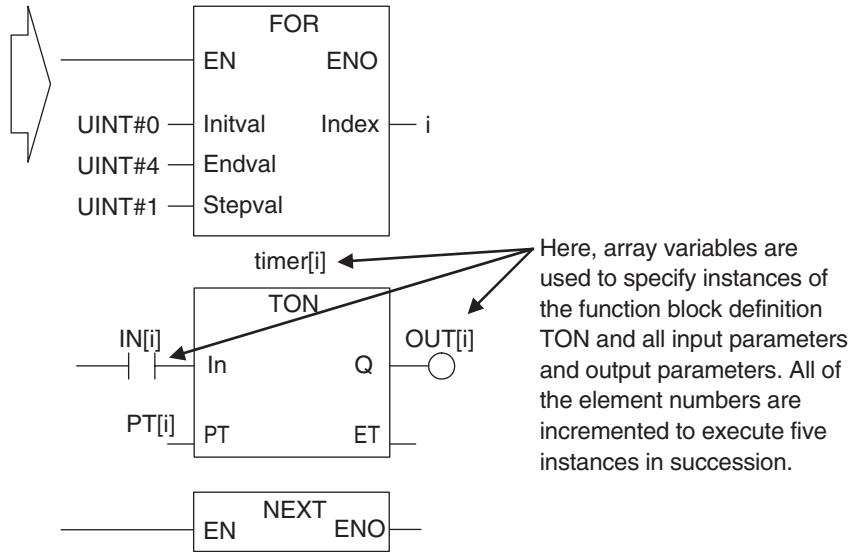 FOR
EN ENO
UINT#0 Initval Index i
UINT#4 Endval
UINT#1 Stepval
timer[i]
TON
IN[i] OUT[i]
In Q
PT[i] PT ET
NEXT
EN ENO
Here, array variables are
used to specify instances of
the function block definition
TON and all input parameters
and output parameters. All of
the element numbers are
incremented to execute five
instances in succession.